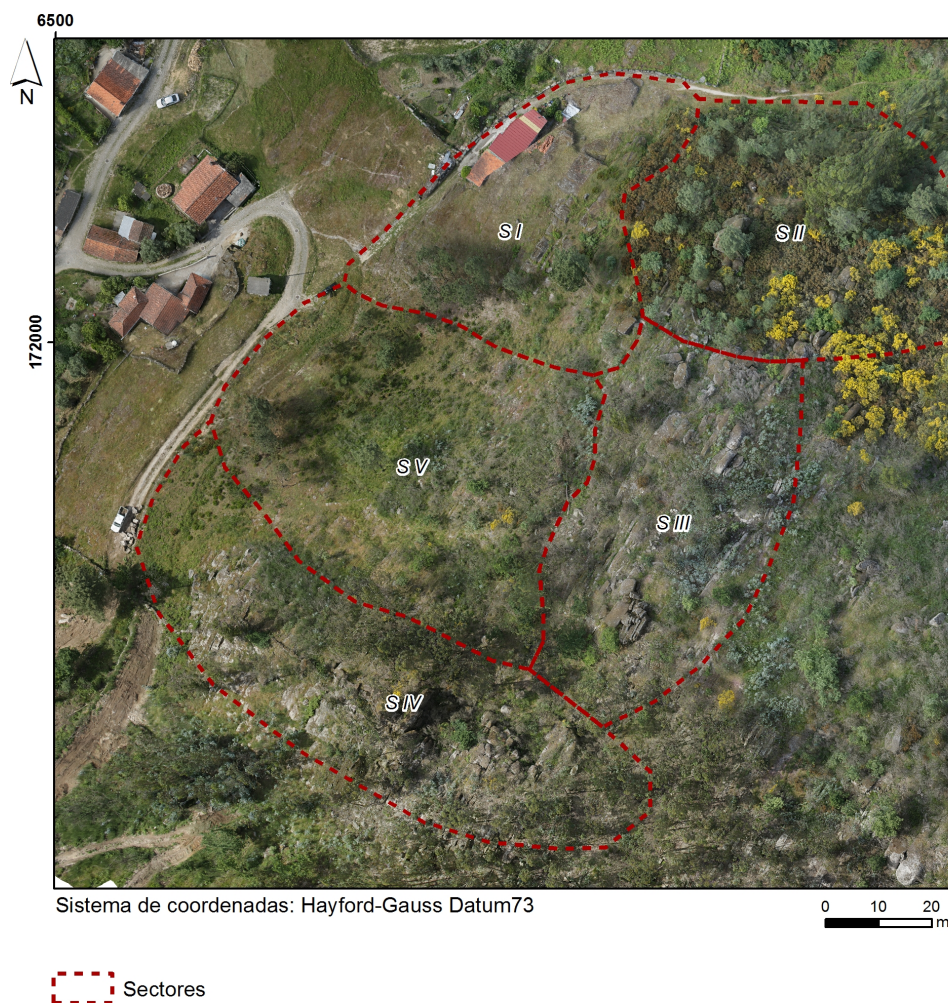 6500
N
172000
S I
S II
S V
S III
S IV
Sistema de coordenadas: Hayford-Gauss Datum73
0 10 20
m
Sectores